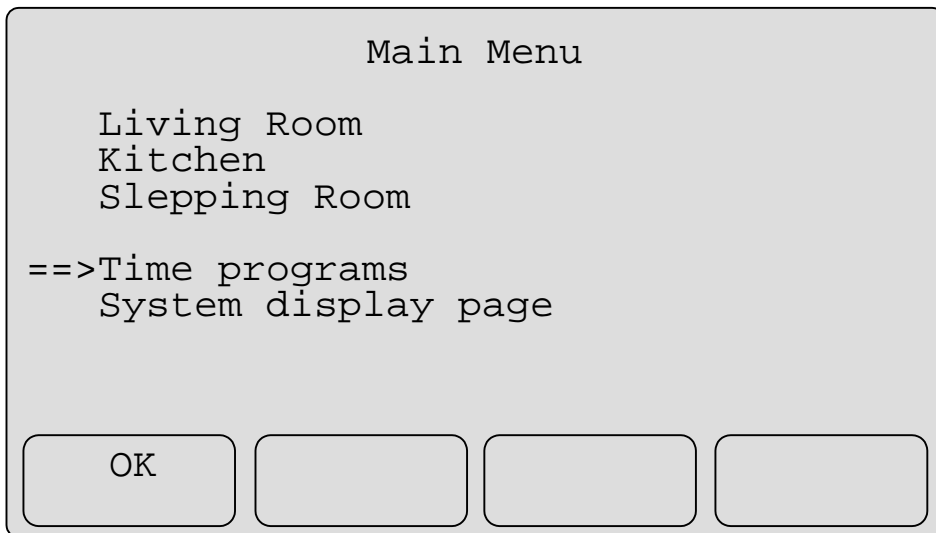 Main Menu
Living Room
Kitchen
Slepping Room
==>Time programs
System display page
OK